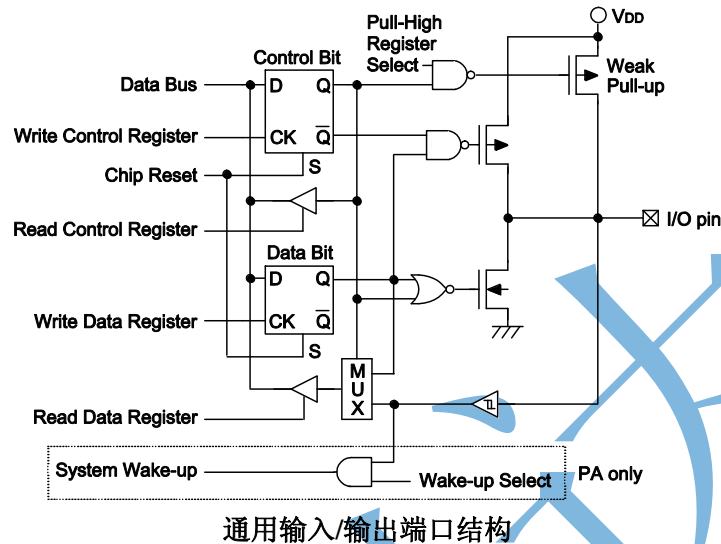 VDD
Pull-High
Register
Select
Weak
Pull-up
Control Bit
Data Bus
D
Q
Write Control Register
CK
Q
S
Chip Reset
Read Control Register
I/O pin
Data Bit
D
Q
Write Data Register
CK
Q
S
M
U
X
Read Data Register
System Wake-up
Wake-up Select
PA only
通用输入/输出端口结构